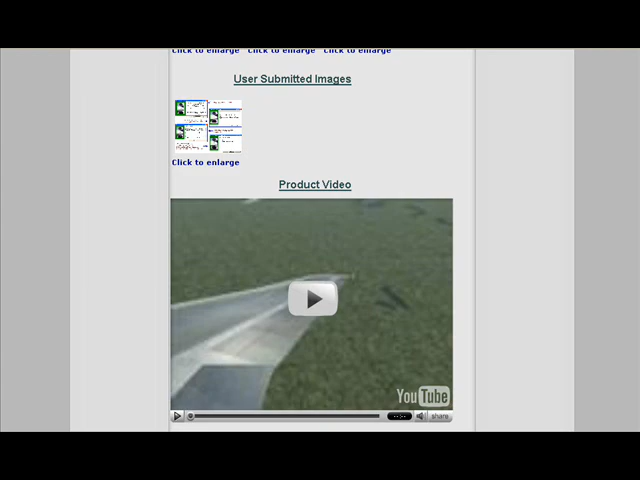 Click to enlarge Click to enlarge Click to enlarge
User Submitted Images
Click to enlarge
Product Video
YouTube
--:-- share